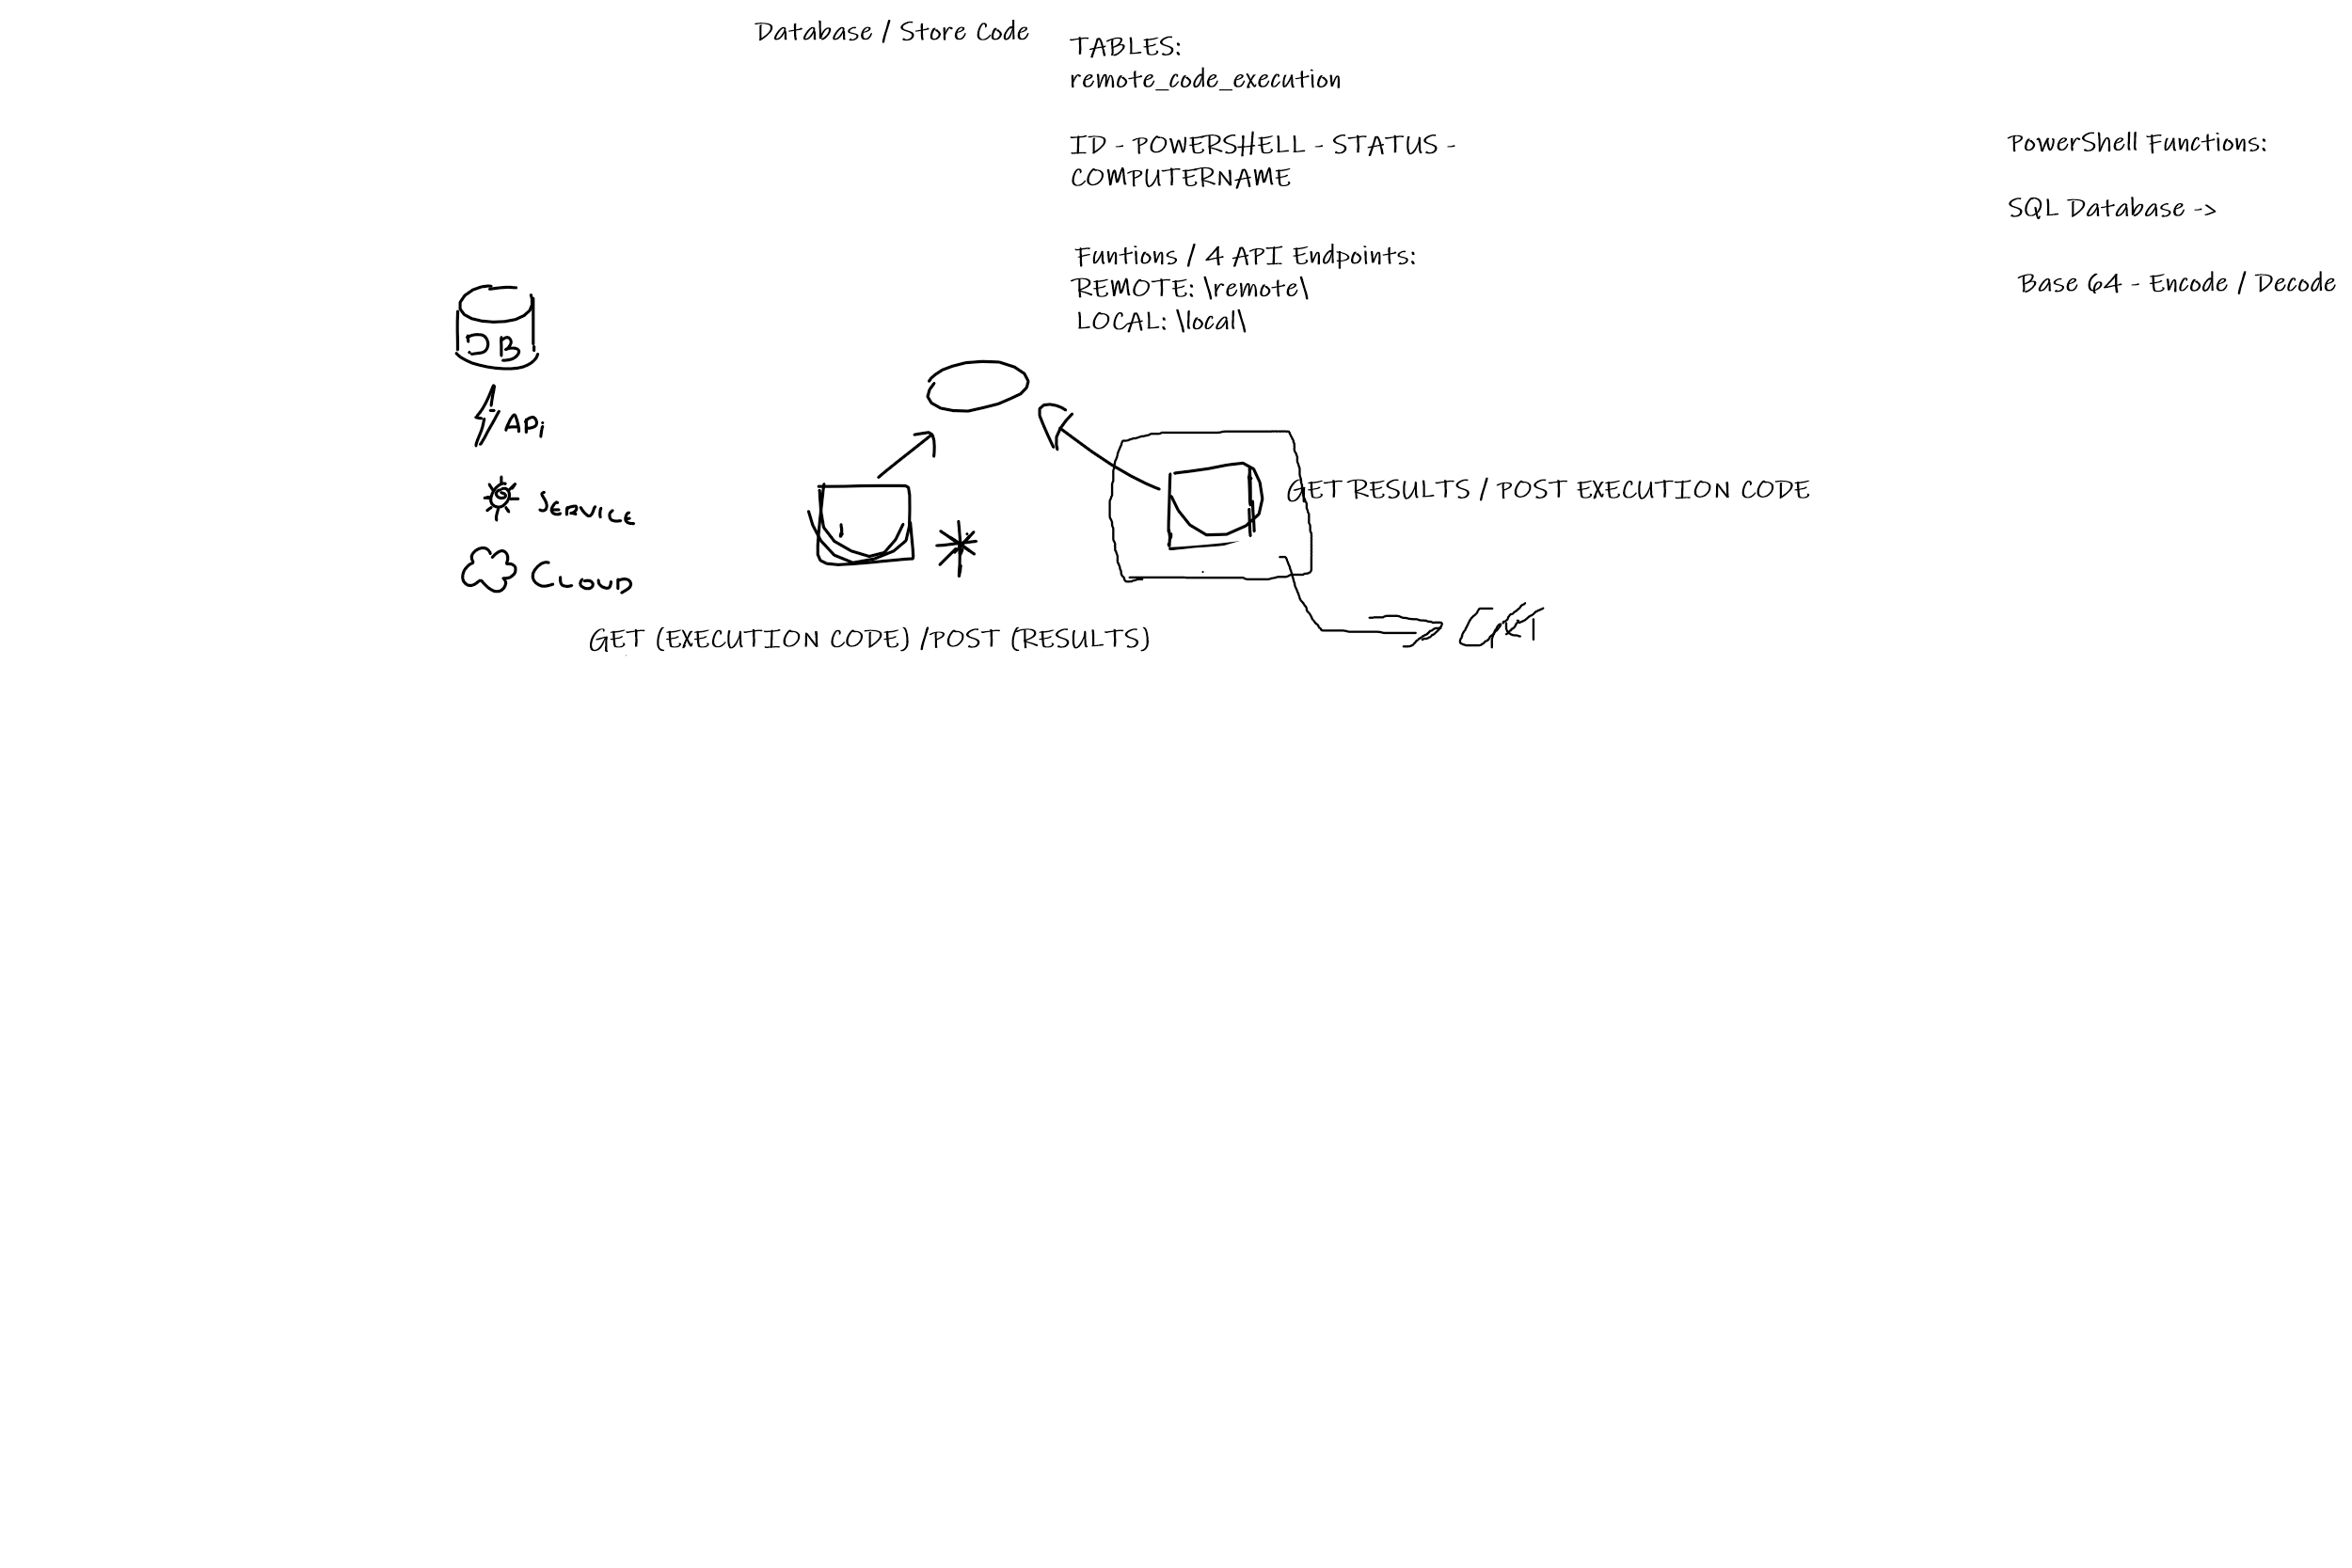 Database / Store Code
TABLES:
remote_code_execution
ID - POWERSHELL - STATUS -
COMPUTERNAME
Funtions / 4 API Endpoints:
REMOTE: \remote\
LOCAL: \local\
PowerShell Functions:
SQL Database ->
Base 64 - Encode / Decode
DB
APi
SERVICE
CLOUD
GET RESULTS / POST EXECUTION CODE
GET (EXECUTION CODE) /POST (RESULTS)